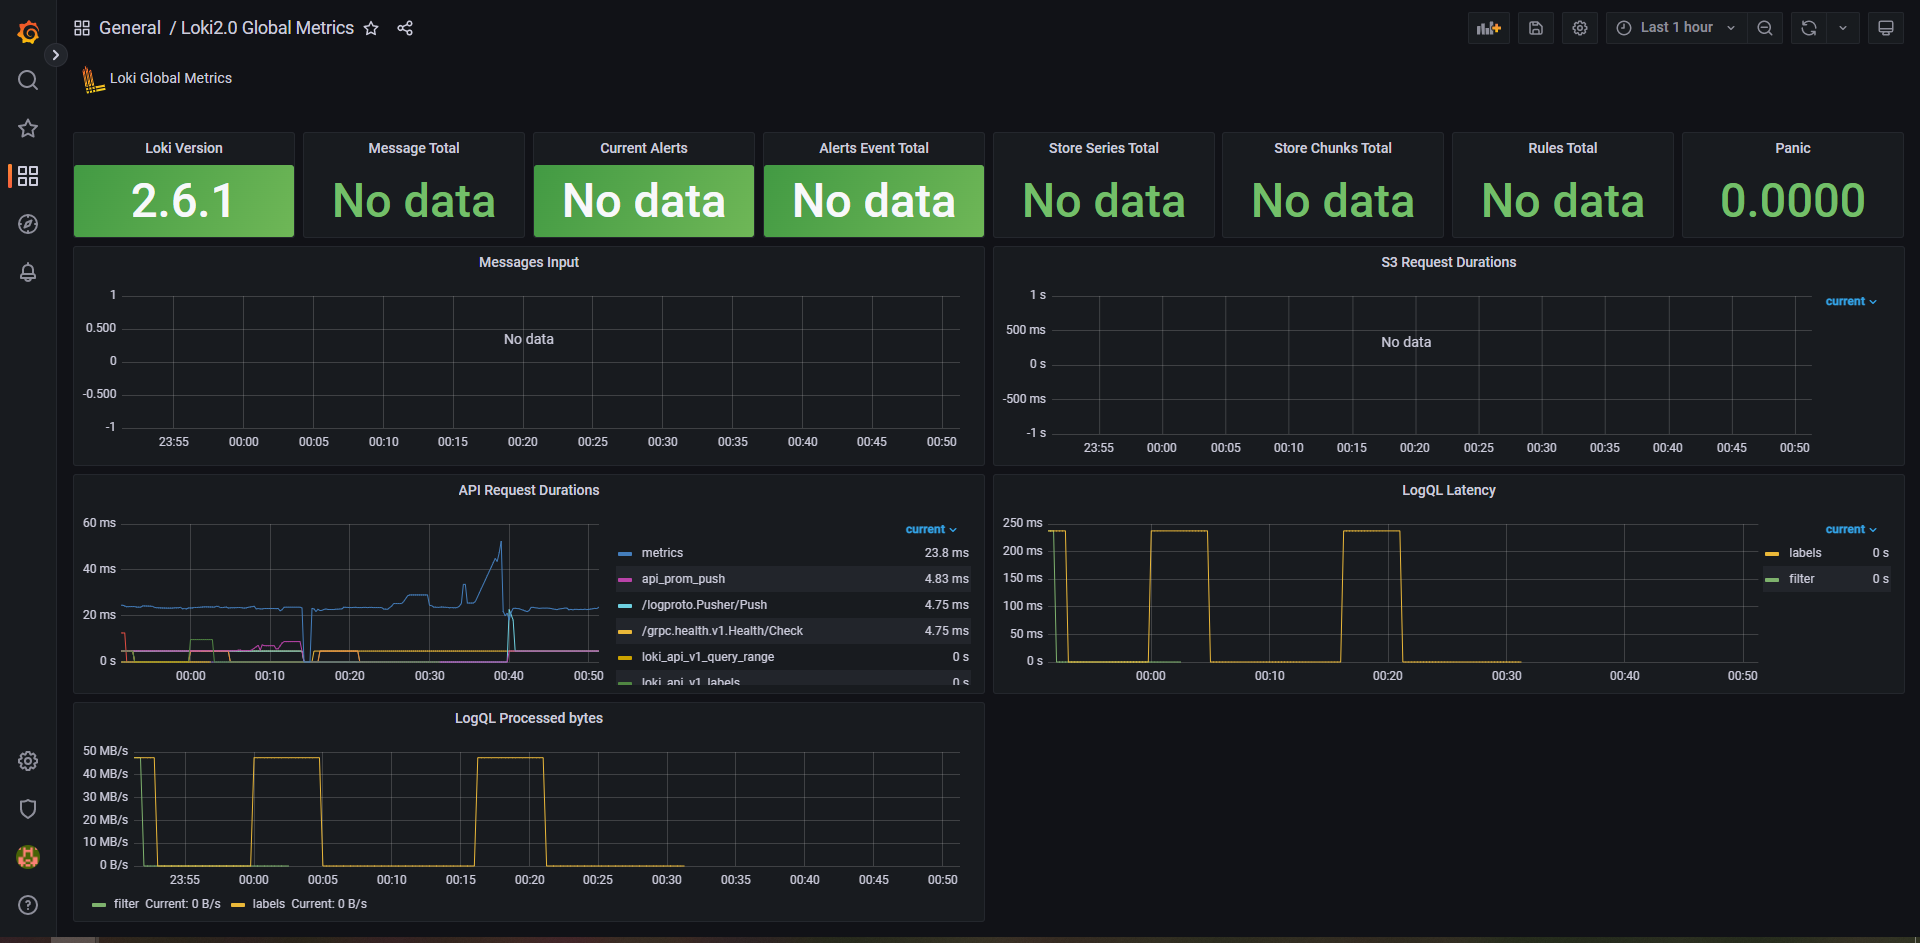 General / Loki2.0 Global Metrics
Last 1 hour
Loki Global Metrics
Loki Version
2.6.1
Message Total
No data
Current Alerts
No data
Alerts Event Total
No data
Store Series Total
No data
Store Chunks Total
No data
Rules Total
No data
Panic
0.0000
Messages Input
1
0.500
0
-0.500
-1
No data
23:55 00:00 00:05 00:10 00:15 00:20 00:25 00:30 00:35 00:40 00:45 00:50
S3 Request Durations
1 s
500 ms
0 s
-500 ms
-1 s
No data
current
23:55 00:00 00:05 00:10 00:15 00:20 00:25 00:30 00:35 00:40 00:45 00:50
API Request Durations
60 ms
40 ms
20 ms
0 s
00:00 00:10 00:20 00:30 00:40 00:50
current
metrics 23.8 ms
api_prom_push 4.83 ms
/logproto.Pusher/Push 4.75 ms
/grpc.health.v1.Health/Check 4.75 ms
loki_api_v1_query_range 0 s
loki_api_v1_labels 0 s
LogQL Latency
250 ms
200 ms
150 ms
100 ms
50 ms
0 s
00:00 00:10 00:20 00:30 00:40 00:50
current
labels 0 s
filter 0 s
LogQL Processed bytes
50 MB/s
40 MB/s
30 MB/s
20 MB/s
10 MB/s
0 B/s
23:55 00:00 00:05 00:10 00:15 00:20 00:25 00:30 00:35 00:40 00:45 00:50
filter Current: 0 B/s labels Current: 0 B/s